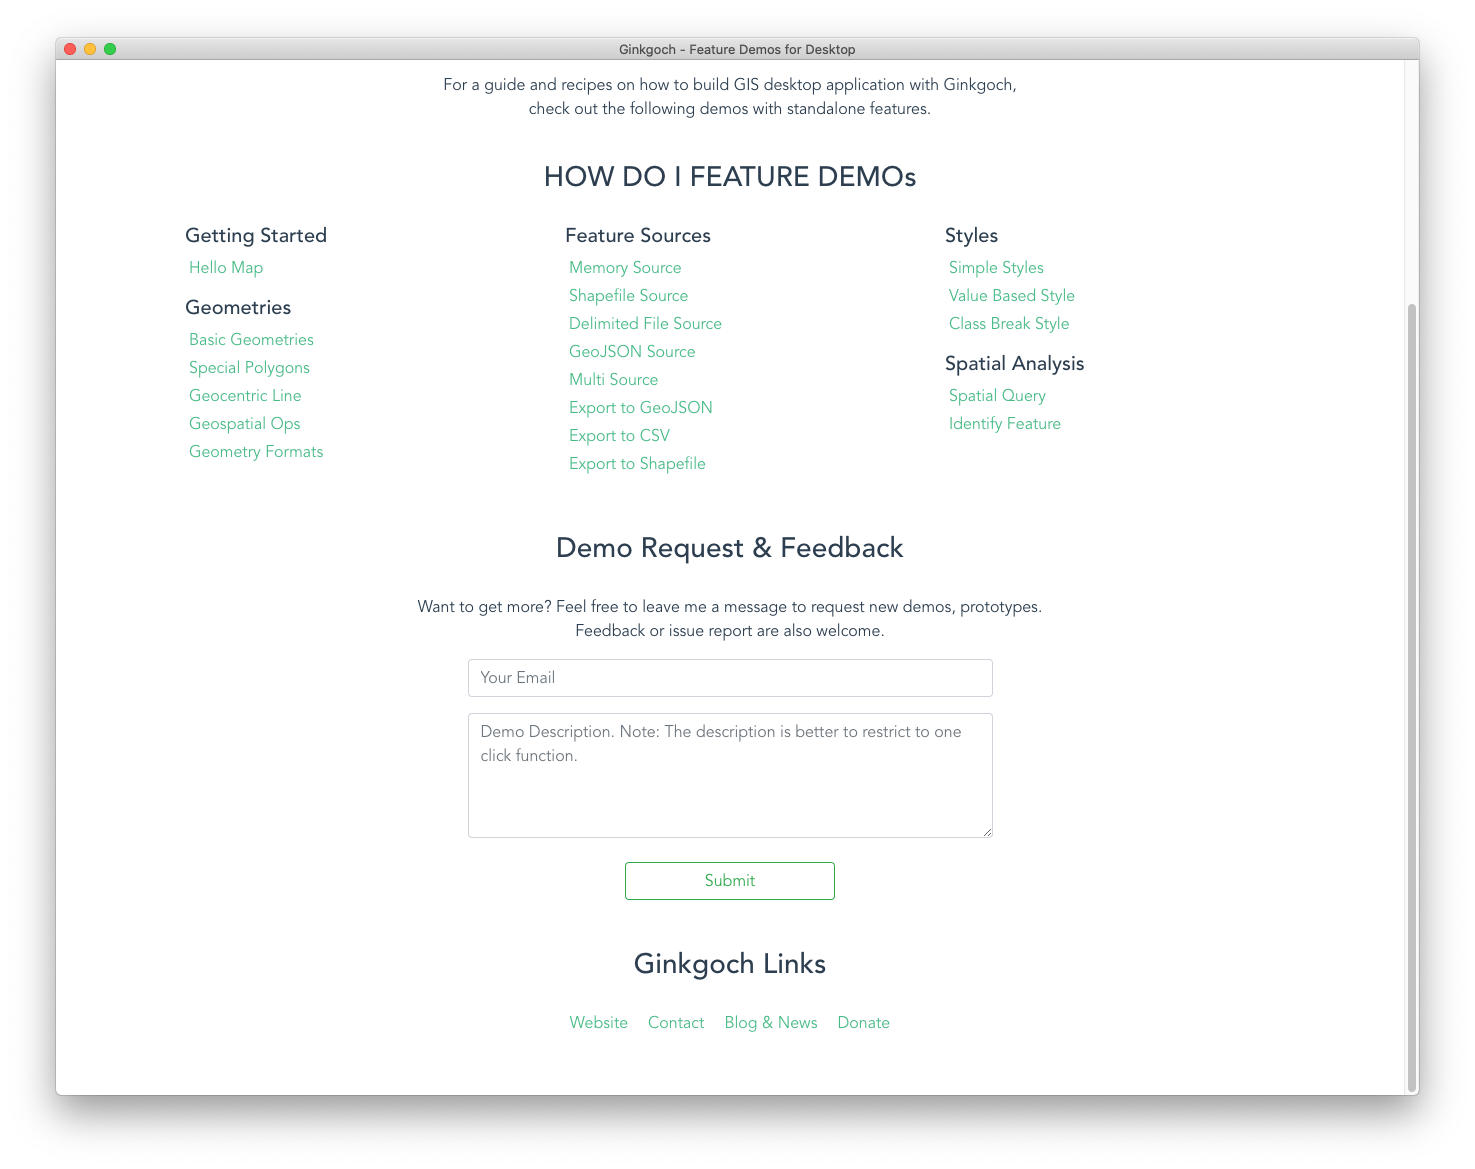 Ginkgoch - Feature Demos for Desktop
For a guide and recipes on how to build GIS desktop application with Ginkgoch,
check out the following demos with standalone features.
HOW DO I FEATURE DEMOs
Getting Started
Hello Map
Geometries
Basic Geometries
Special Polygons
Geocentric Line
Geospatial Ops
Geometry Formats
Feature Sources
Memory Source
Shapefile Source
Delimited File Source
GeoJSON Source
Multi Source
Export to GeoJSON
Export to CSV
Export to Shapefile
Styles
Simple Styles
Value Based Style
Class Break Style
Spatial Analysis
Spatial Query
Identify Feature
Demo Request & Feedback
Want to get more? Feel free to leave me a message to request new demos, prototypes.
Feedback or issue report are also welcome.
Your Email
Demo Description. Note: The description is better to restrict to one
click function.
Submit
Ginkgoch Links
Website Contact Blog & News Donate